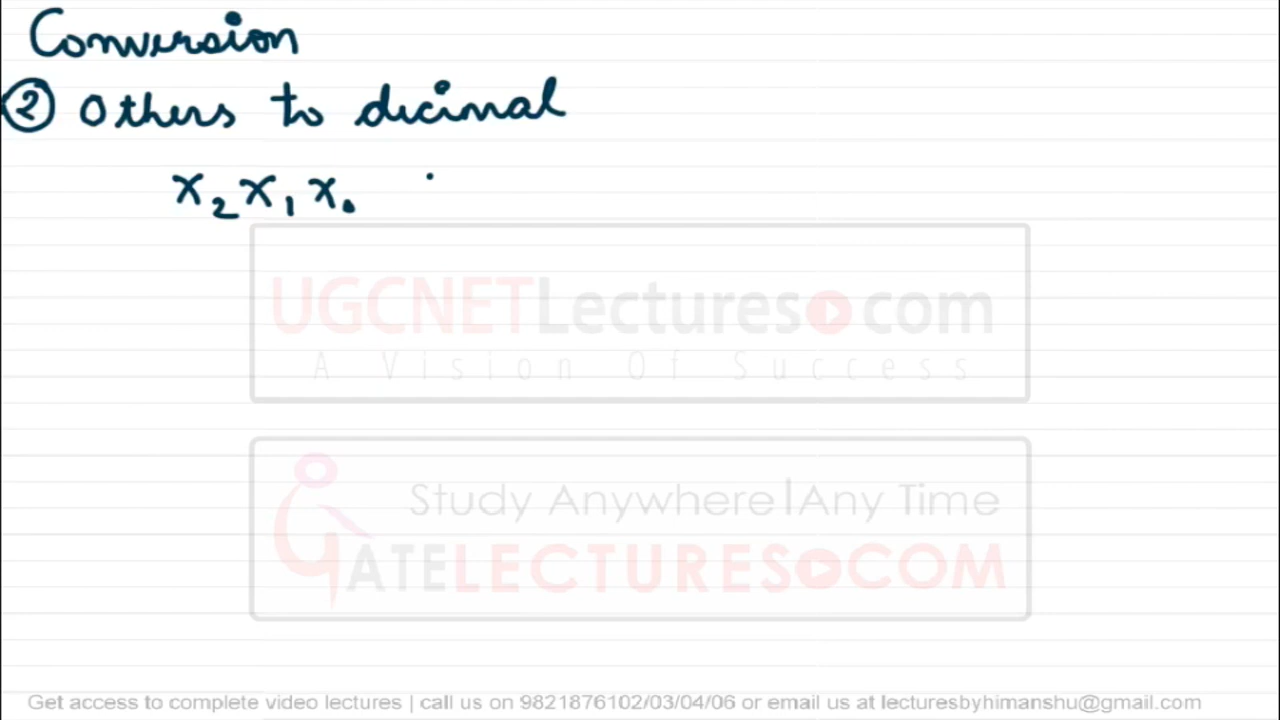 Conversion
② Others to decimal
x₂x₁x₀ .
UGCNETLectures.com
A Vision Of Success
Study Anywhere|Any Time
GATELECTURES.COM
Get access to complete video lectures | call us on 9821876102/03/04/06 or email us at lecturesbyhimanshu@gmail.com